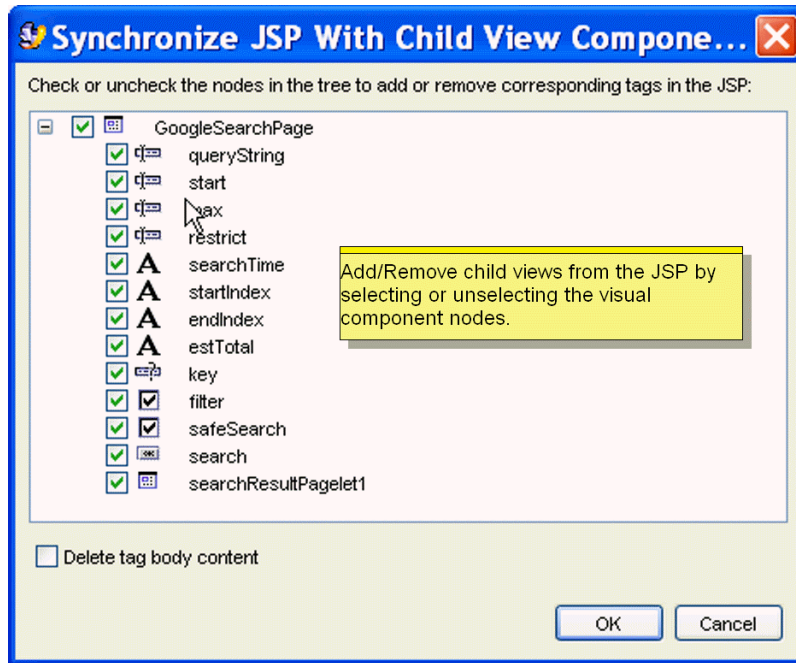 Synchronize JSP With Child View Compone...
Check or uncheck the nodes in the tree to add or remove corresponding tags in the JSP:
GoogleSearchPage
queryString
start
max
restrict
searchTime
startIndex
endIndex
estTotal
key
filter
safeSearch
search
searchResultPagelet1
Add/Remove child views from the JSP by
selecting or unselecting the visual
component nodes.
Delete tag body content
OK
Cancel